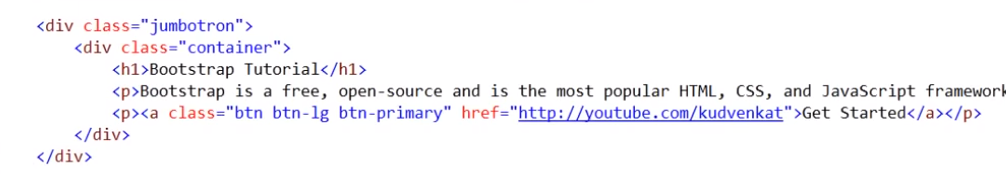 <div class="jumbotron">
<div class="container">
<h1>Bootstrap Tutorial</h1>
<p>Bootstrap is a free, open-source and is the most popular HTML, CSS, and JavaScript framework
<p><a class="btn btn-lg btn-primary" href="http://youtube.com/kudvenkat">Get Started</a></p>
</div>
</div>